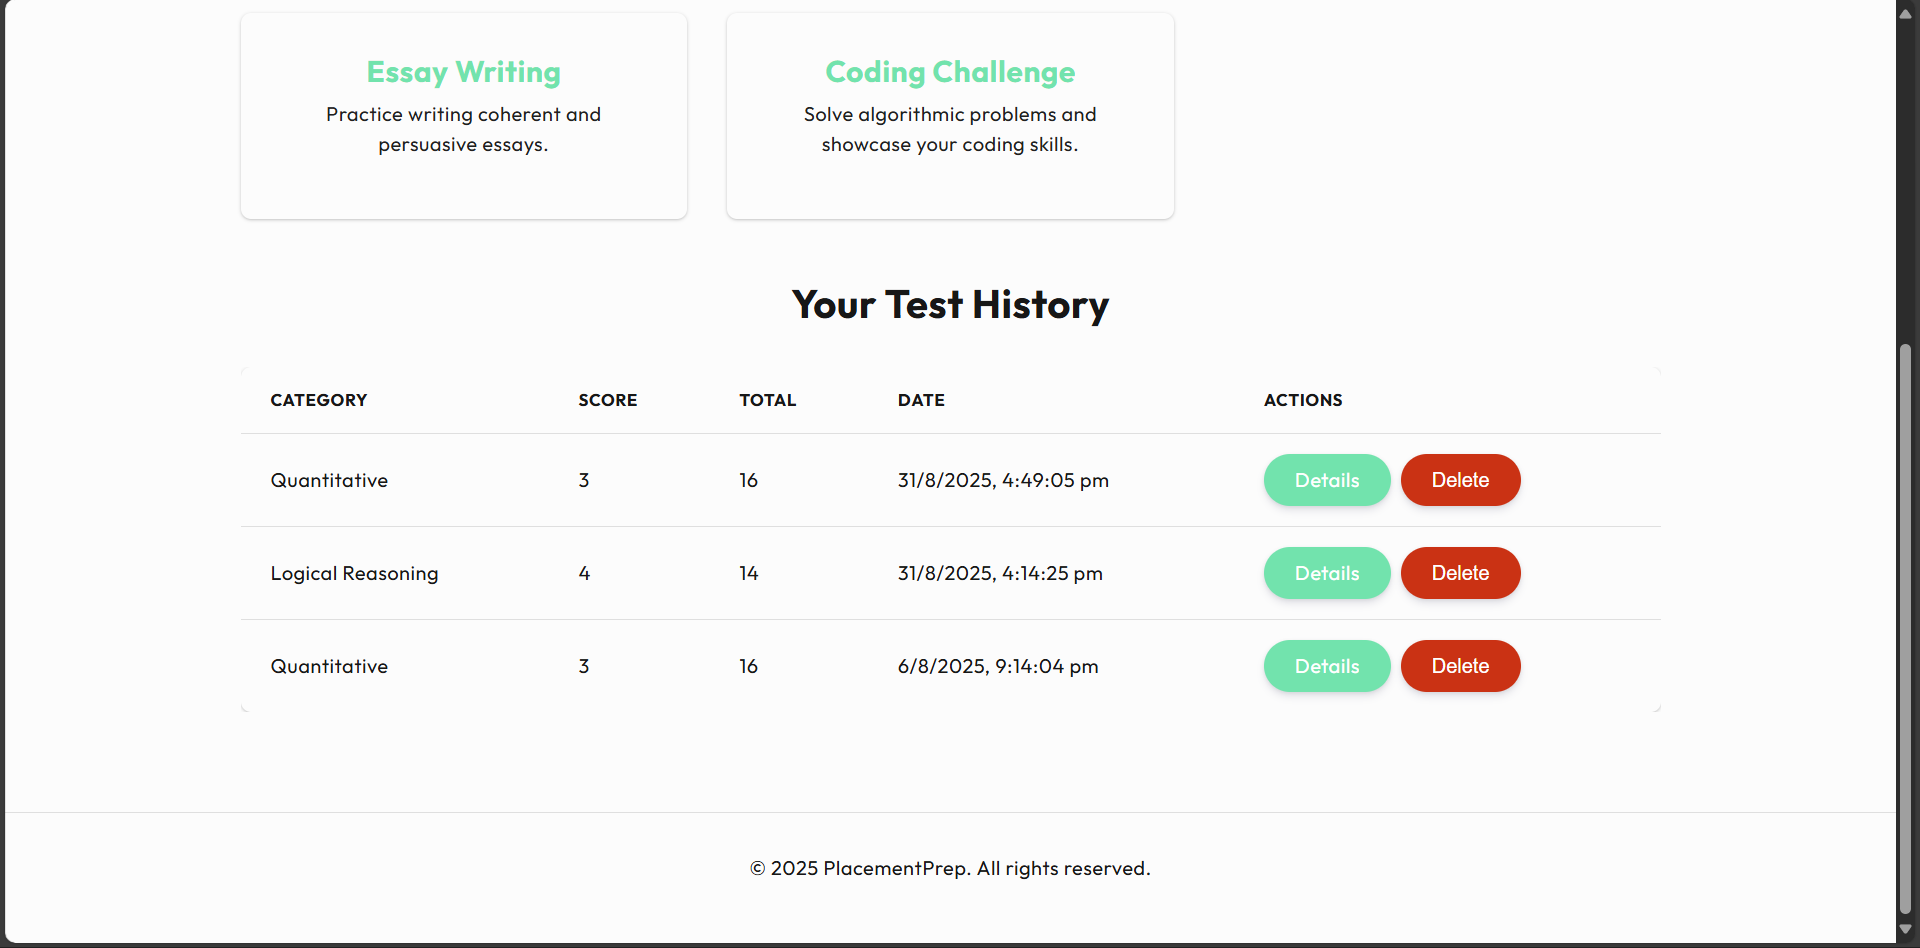 Essay Writing
Practice writing coherent and
persuasive essays.
Coding Challenge
Solve algorithmic problems and
showcase your coding skills.
Your Test History
CATEGORY SCORE TOTAL DATE ACTIONS
Quantitative 3 16 31/8/2025, 4:49:05 pm Details Delete
Logical Reasoning 4 14 31/8/2025, 4:14:25 pm Details Delete
Quantitative 3 16 6/8/2025, 9:14:04 pm Details Delete
© 2025 PlacementPrep. All rights reserved.